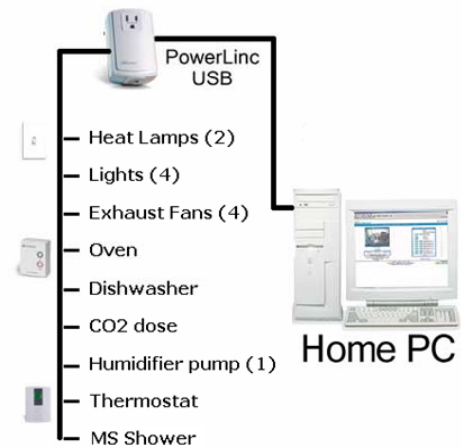 PowerLinc
USB
Heat Lamps (2)
Lights (4)
Exhaust Fans (4)
Oven
Dishwasher
CO2 dose
Humidifier pump (1)
Thermostat
MS Shower
Home PC